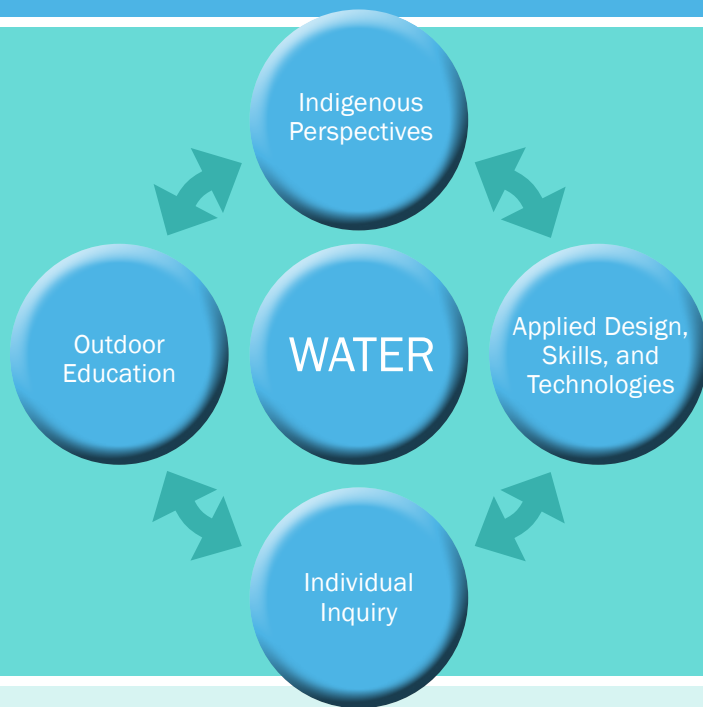 Indigenous
Perspectives
Outdoor
Education
WATER
Applied Design,
Skills, and
Technologies
Individual
Inquiry